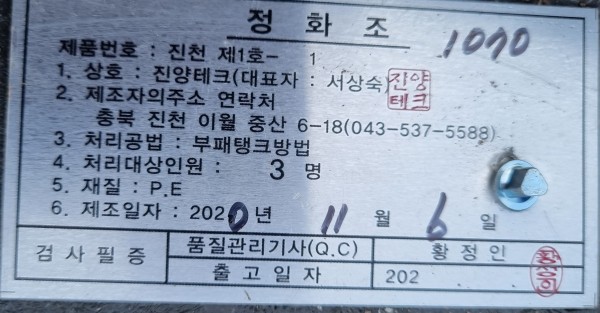 정 화 조
제품번호 : 진천 제1호- 1 1070
1. 상호 : 진양테크(대표자 : 서상숙) 진양테크
2. 제조자의주소 연락처
충북 진천 이월 중산 6-18(043-537-5588)
3. 처리공법 : 부패탱크방법
4. 처리대상인원 : 3 명
5. 재질 : P.E
6. 제조일자 : 2020년 11 월 6 일
검 사 필 증 품질관리기사(Q.C) 황정인
출 고 일 자 202 . .